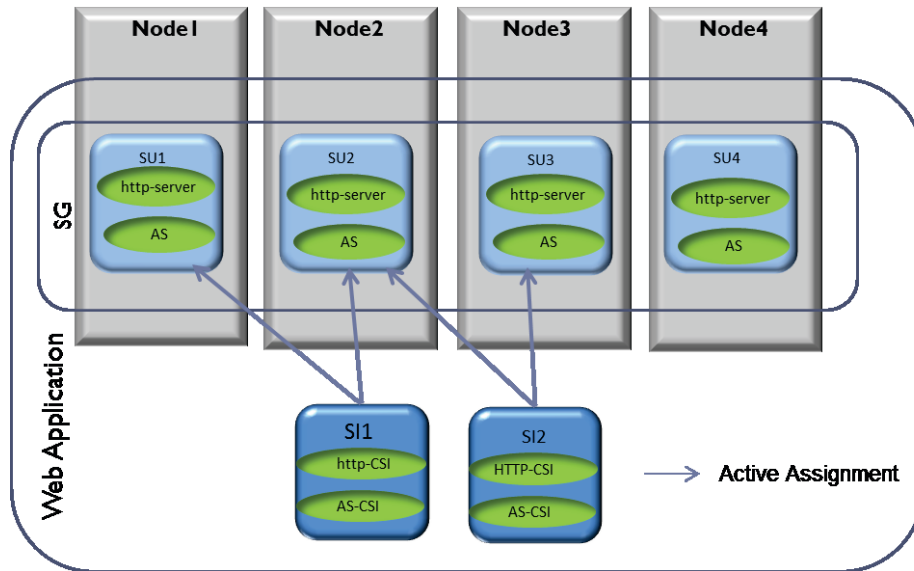 Node1
Node2
Node3
Node4
SU1
http-server
AS
SU2
http-server
AS
SU3
http-server
AS
SU4
http-server
AS
SG
Web Application
SI1
http-CSI
AS-CSI
SI2
HTTP-CSI
AS-CSI
Active Assignment